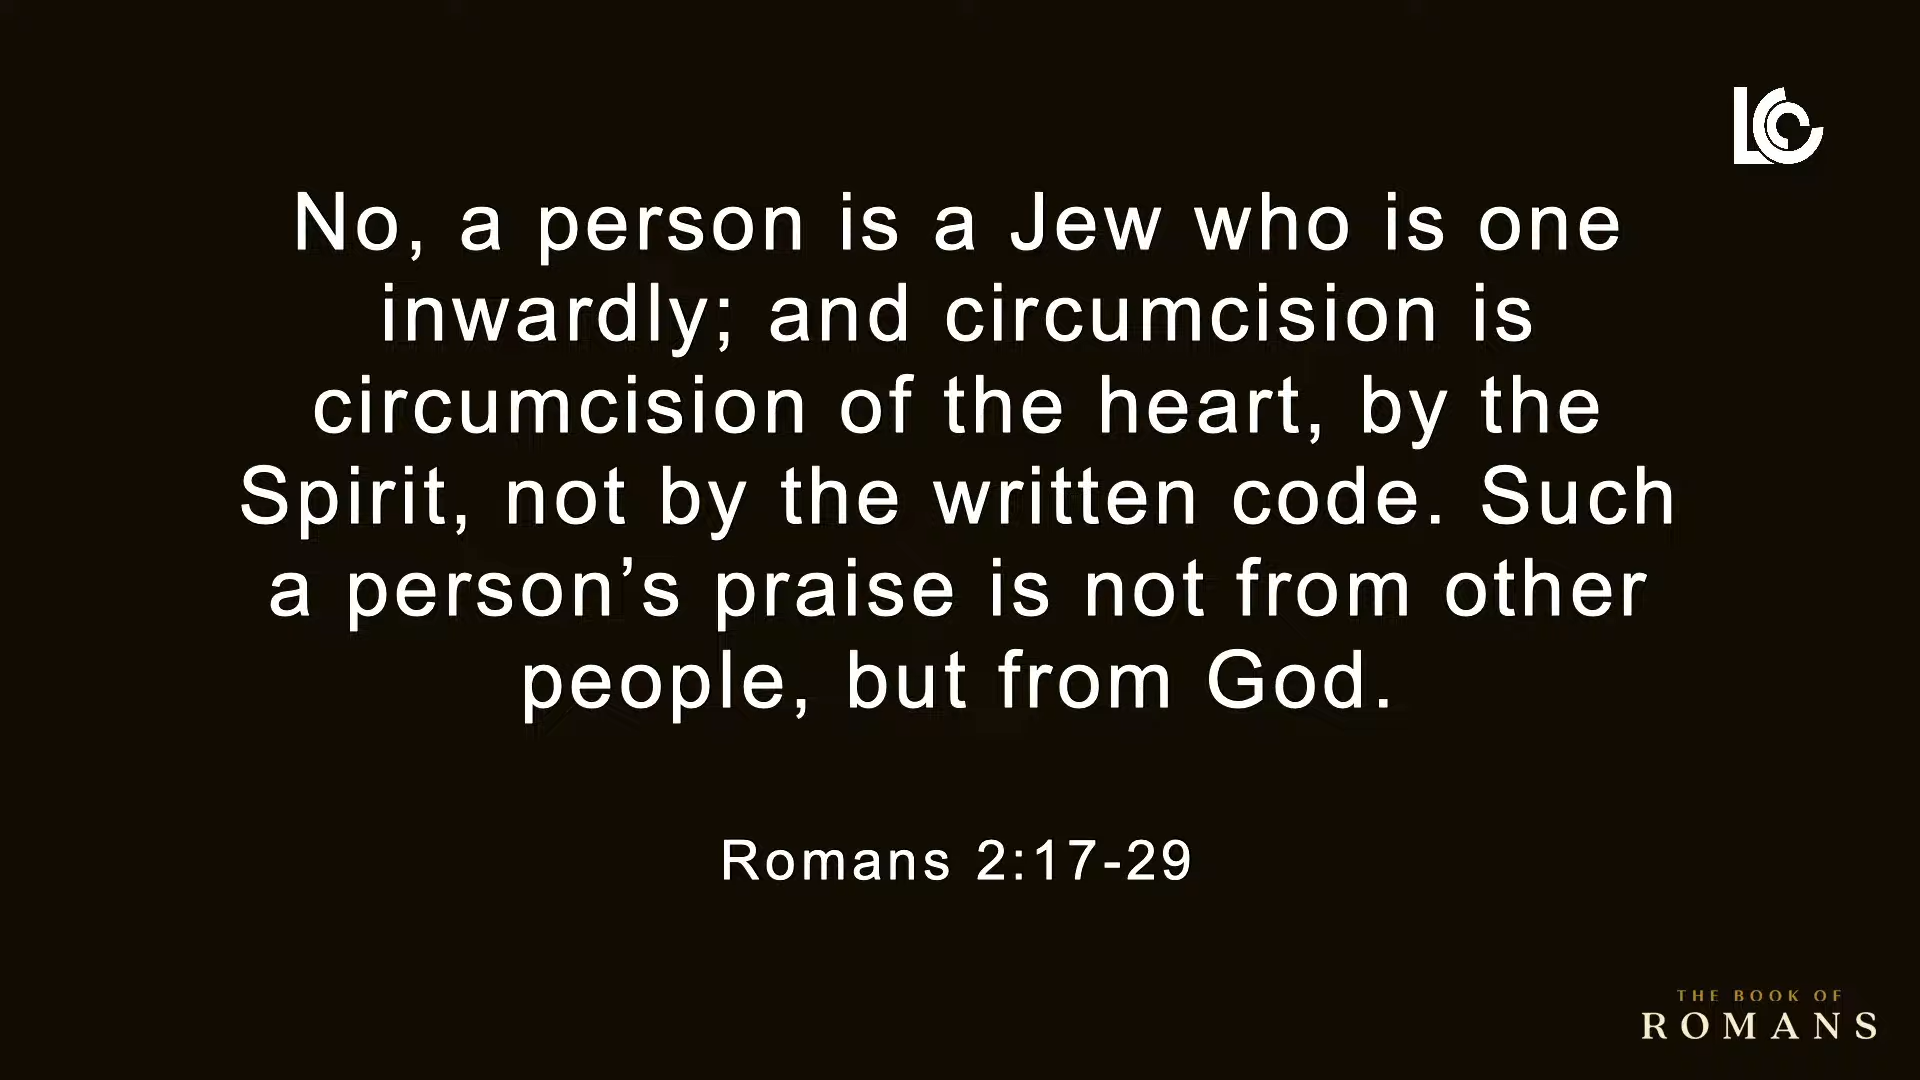 LCC
No, a person is a Jew who is one
inwardly; and circumcision is
circumcision of the heart, by the
Spirit, not by the written code. Such
a person’s praise is not from other
people, but from God.
Romans 2:17-29
THE BOOK OF
ROMANS